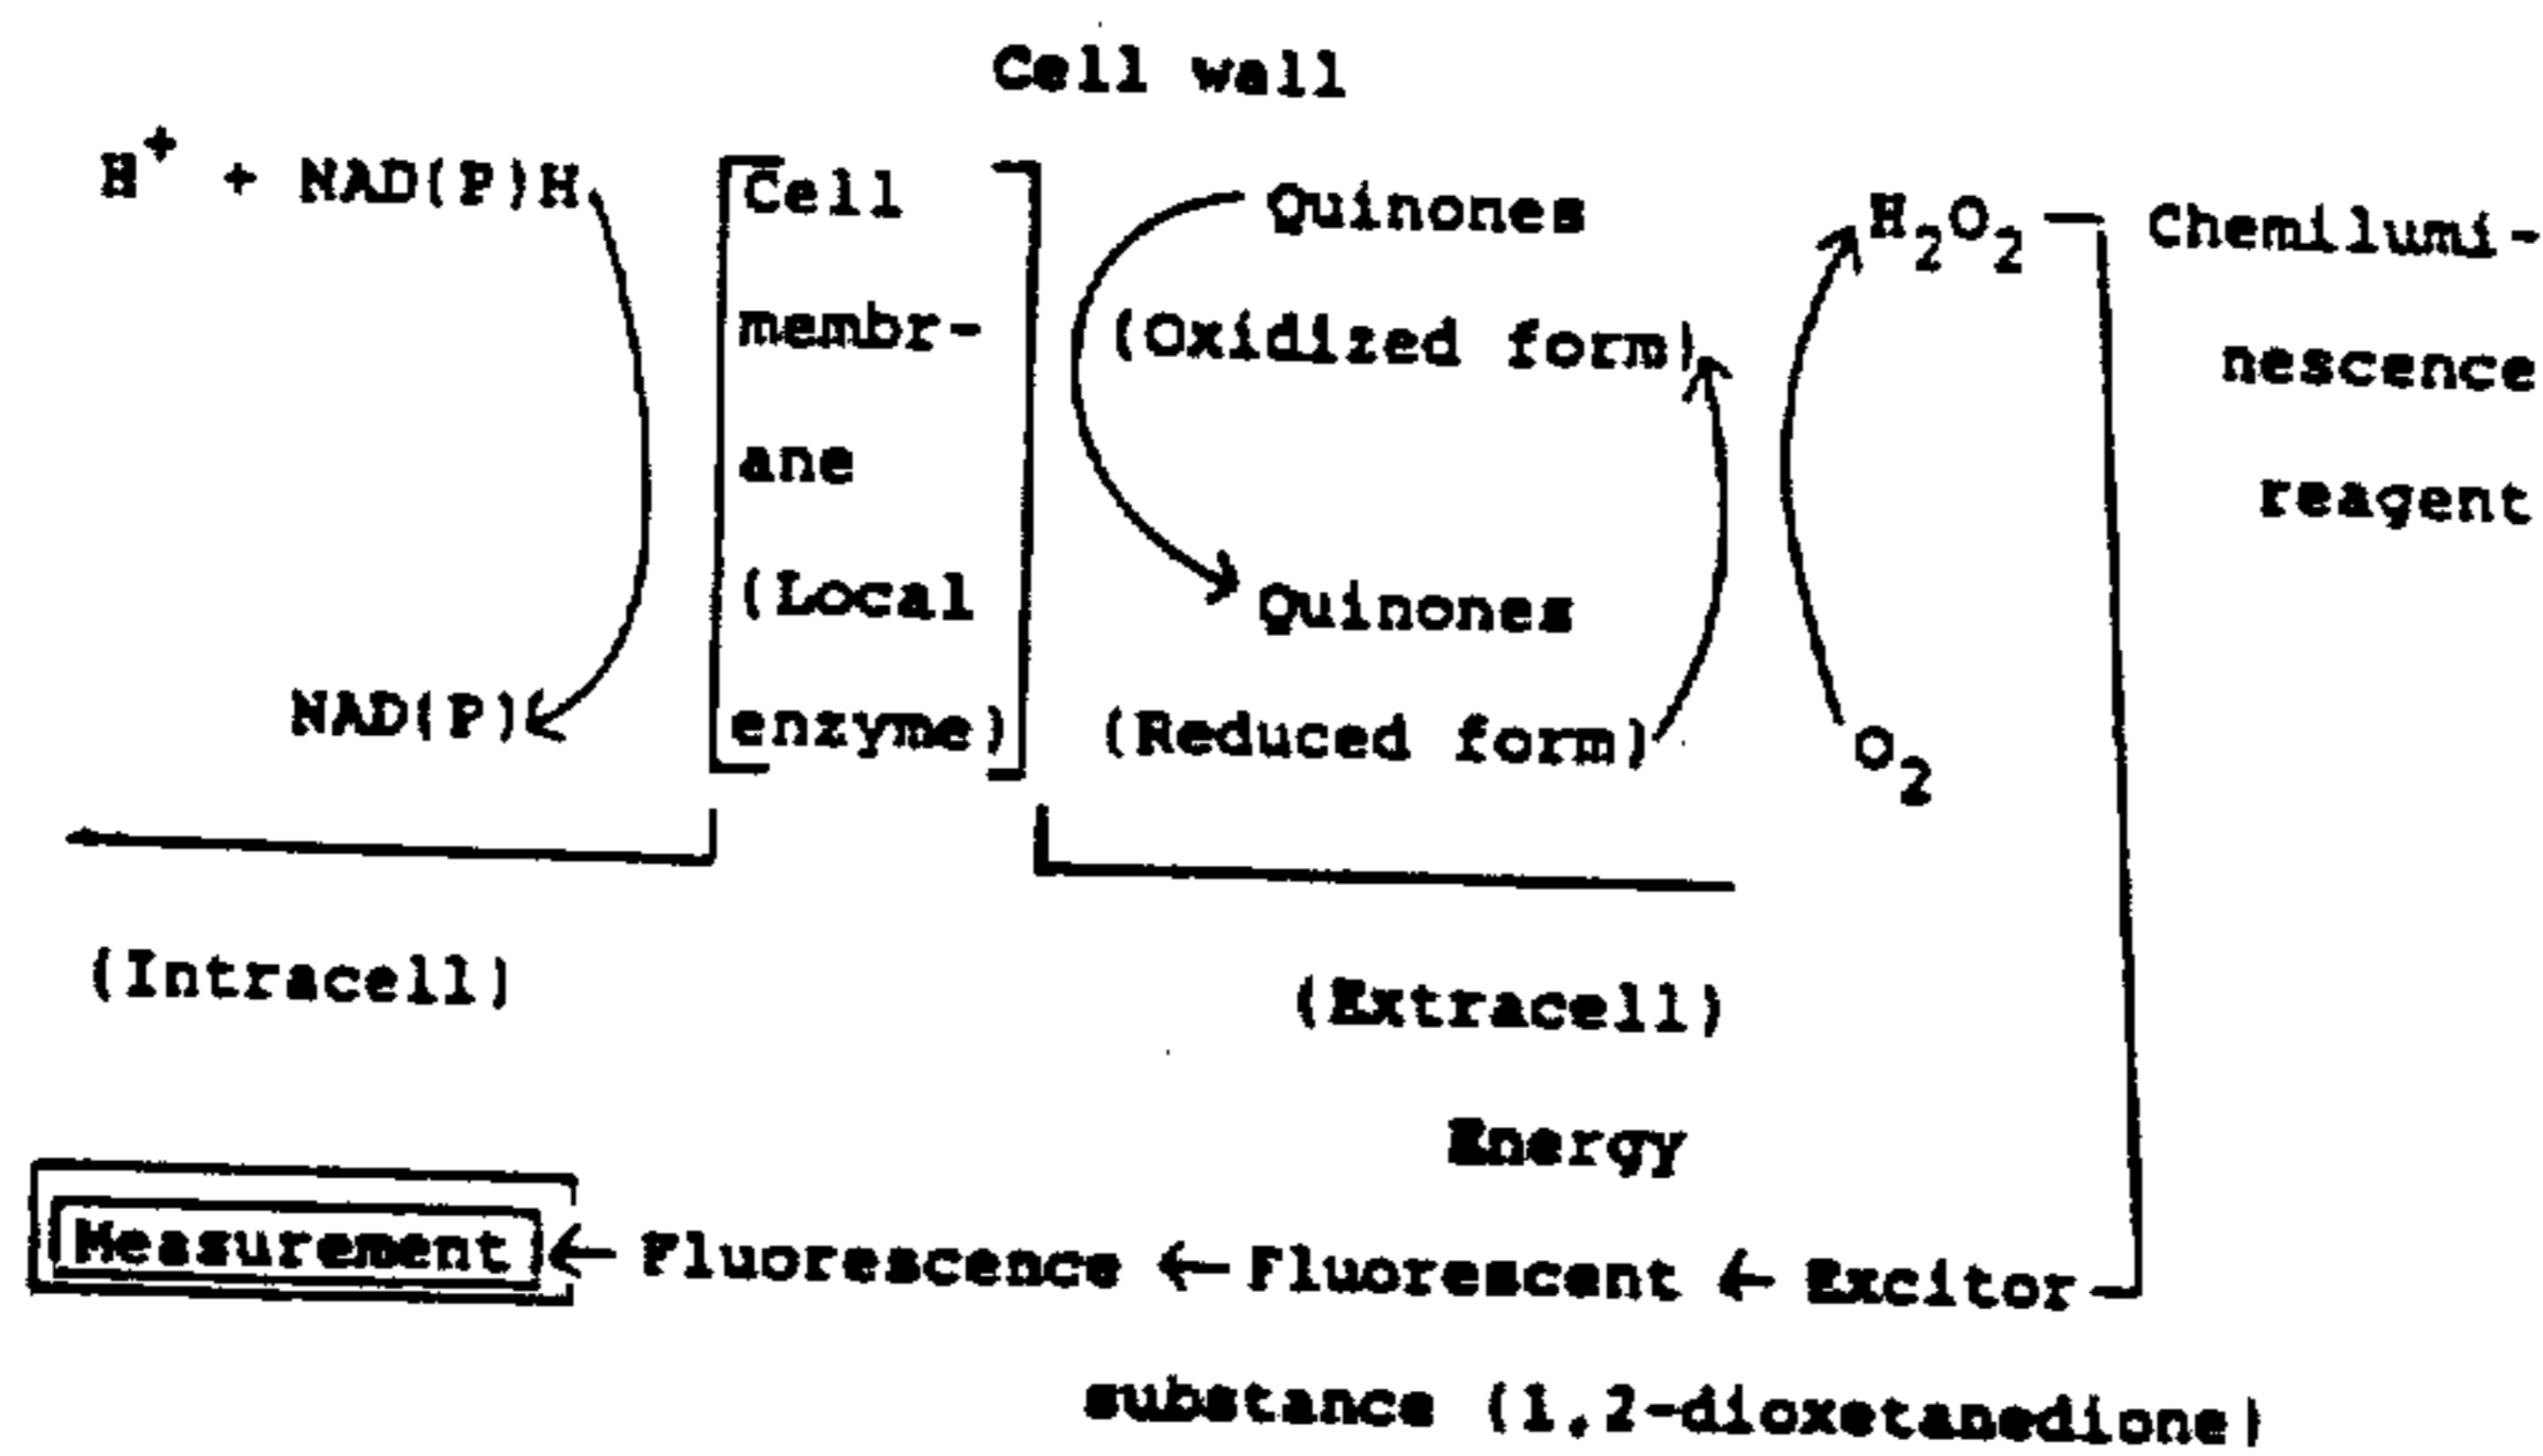 Cell wall
H⁺ + NAD(P)H
Cell
membr-
ane
(Local
enzyme)
Quinones
(Oxidized form)
Quinones
(Reduced form)
H₂O₂
Chemilumi-
nescence
reagent
NAD(P)
O₂
(Intracell)
(Extracell)
Energy
Measurement ← Fluorescence ← Fluorescent ← Excitor
substance (1,2-dioxetanedione)